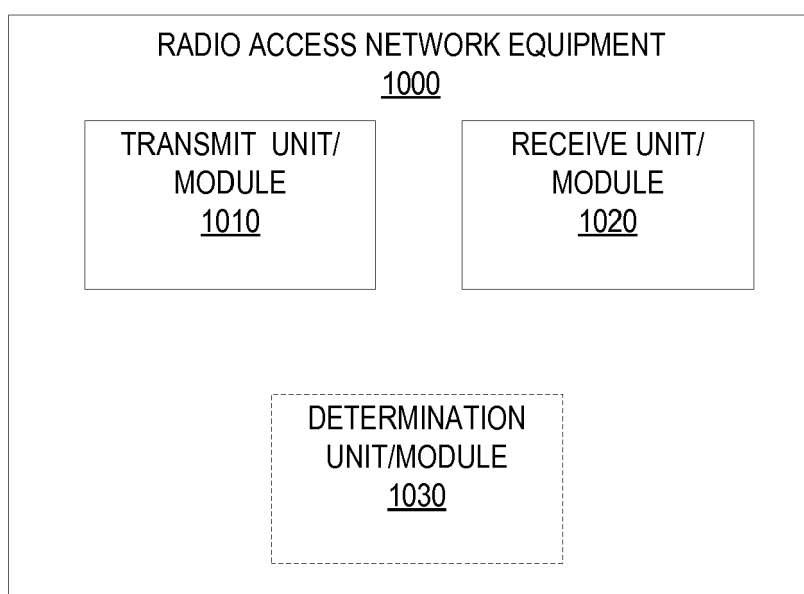 RADIO ACCESS NETWORK EQUIPMENT
1000
TRANSMIT UNIT/
MODULE
1010
RECEIVE UNIT/
MODULE
1020
DETERMINATION
UNIT/MODULE
1030